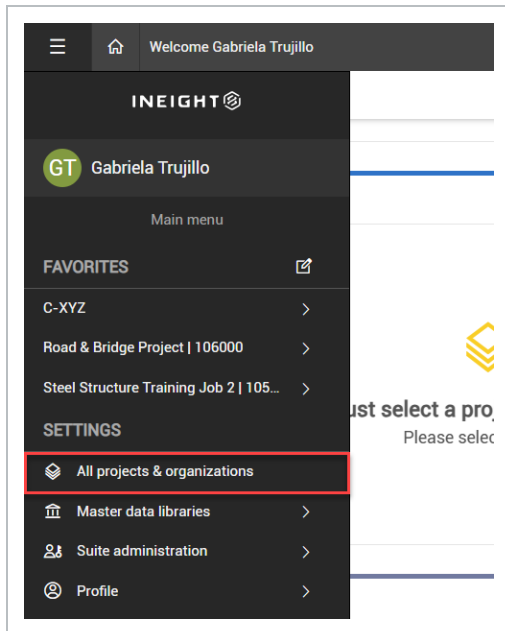 Welcome Gabriela Trujillo
INEIGHT
GT Gabriela Trujillo
Main menu
FAVORITES
C-XYZ
Road & Bridge Project | 106000
Steel Structure Training Job 2 | 105...
SETTINGS
ust select a pro
Please selec
All projects & organizations
Master data libraries
Suite administration
Profile